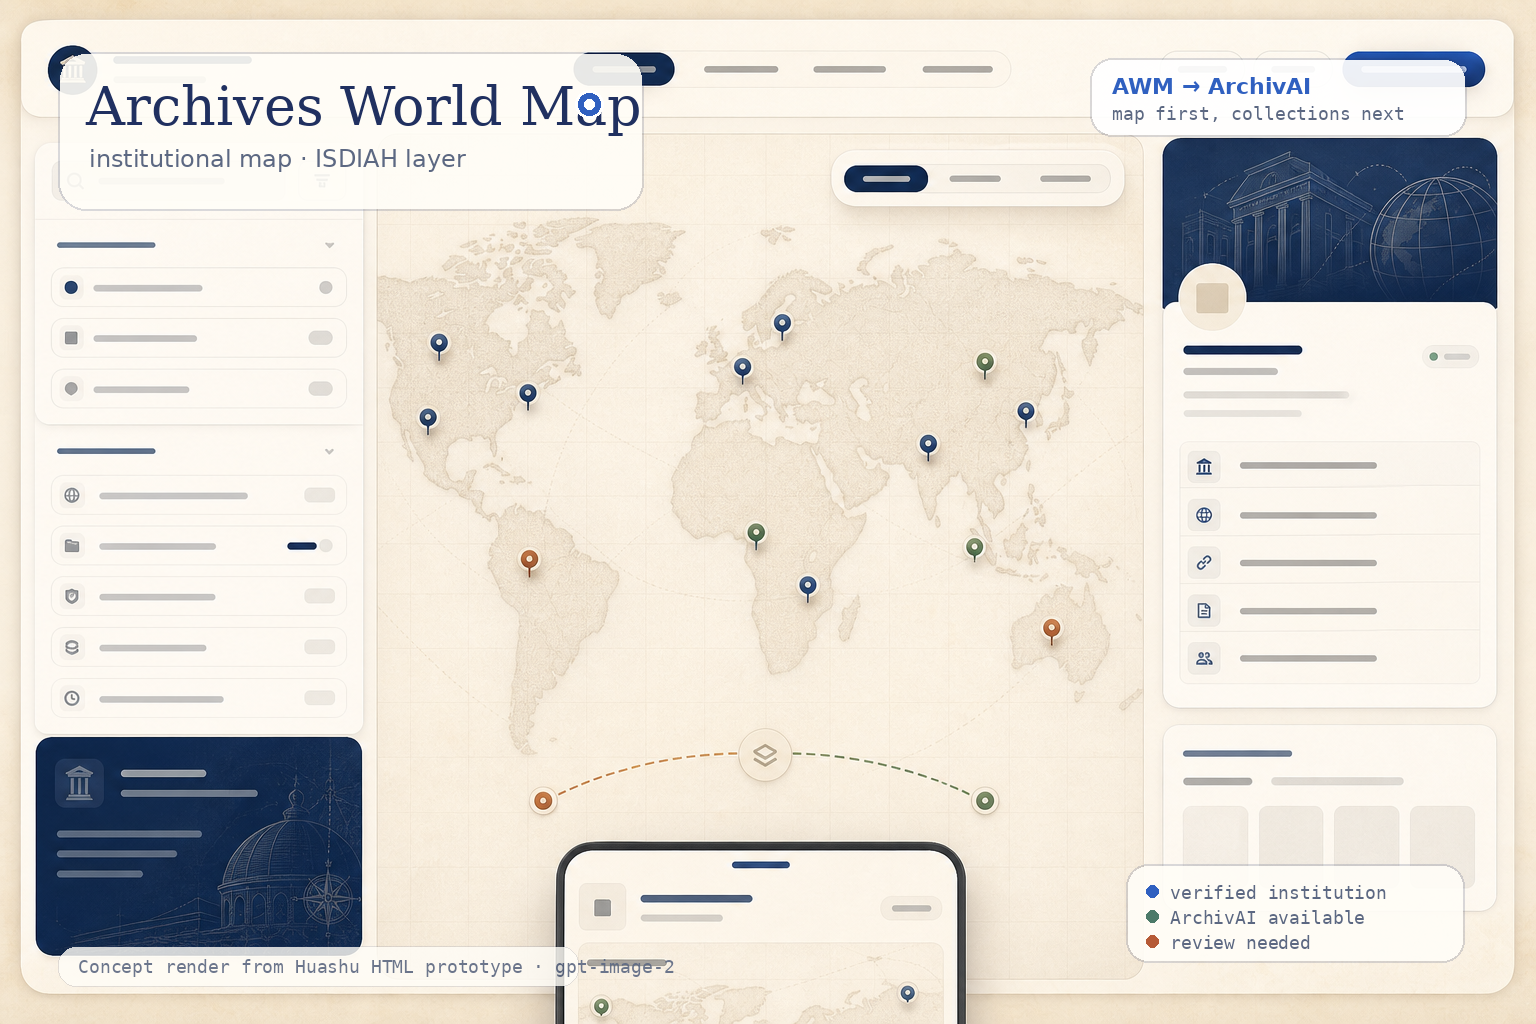 Archives World Map
institutional map · ISDIAH layer
AWM → ArchivAI
map first, collections next
verified institution
ArchivAI available
review needed
Concept render from Huashu HTML prototype · gpt-image-2